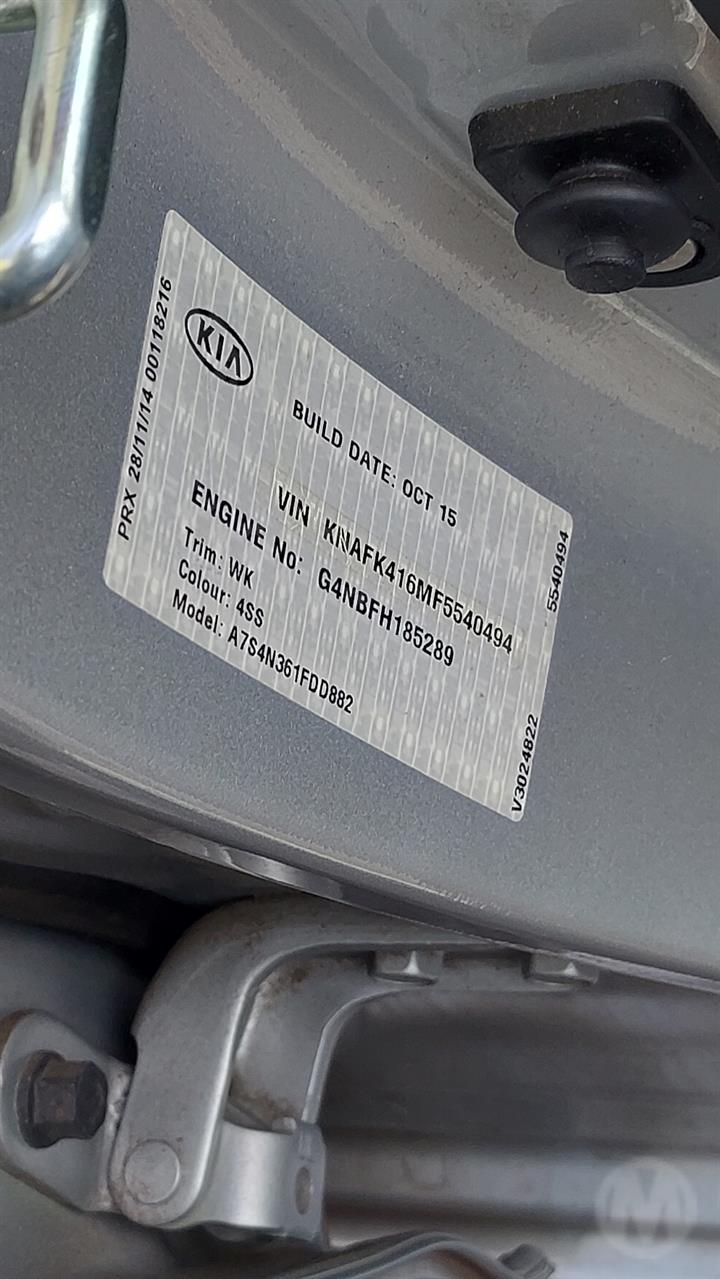 PRX 28/11/14 00118216
KIA
BUILD DATE: OCT 15
VIN KNAFK416MF5540494
ENGINE No: G4NBFH185289
Trim: WK
Colour: 4SS
Model: A7S4N361FDD882
5540494
V3024822
M